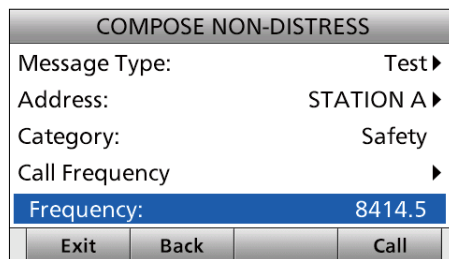 COMPOSE NON-DISTRESS
Message Type: Test
Address: STATION A
Category: Safety
Call Frequency
Frequency: 8414.5
Exit Back Call